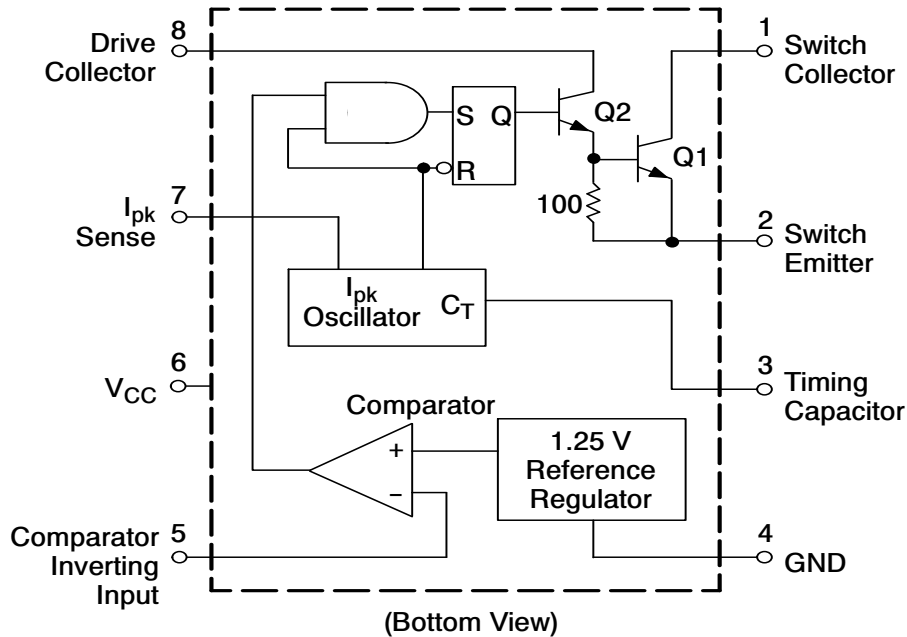 8
Drive
Collector
1
Switch
Collector
S
Q
Q2
Q1
R
7
Ipk
Sense
100
2
Switch
Emitter
Ipk
Oscillator
CT
6
VCC
3
Timing
Capacitor
Comparator
+
−
1.25 V
Reference
Regulator
5
Comparator
Inverting
Input
4
GND
(Bottom View)